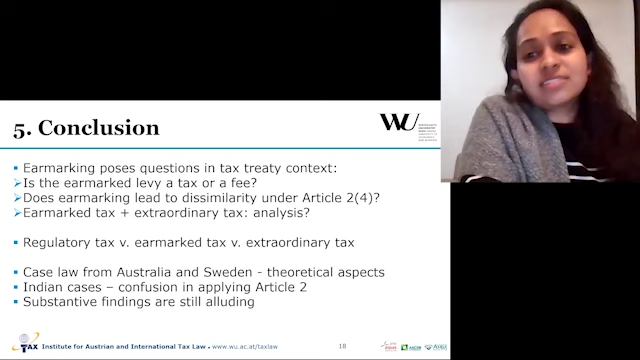 5. Conclusion
WU
Earmarking poses questions in tax treaty context:
Is the earmarked levy a tax or a fee?
Does earmarking lead to dissimilarity under Article 2(4)?
Earmarked tax + extraordinary tax: analysis?
Regulatory tax v. earmarked tax v. extraordinary tax
Case law from Australia and Sweden - theoretical aspects
Indian cases – confusion in applying Article 2
Substantive findings are still alluding
TAX Institute for Austrian and International Tax Law • www.wu.ac.at/taxlaw
18